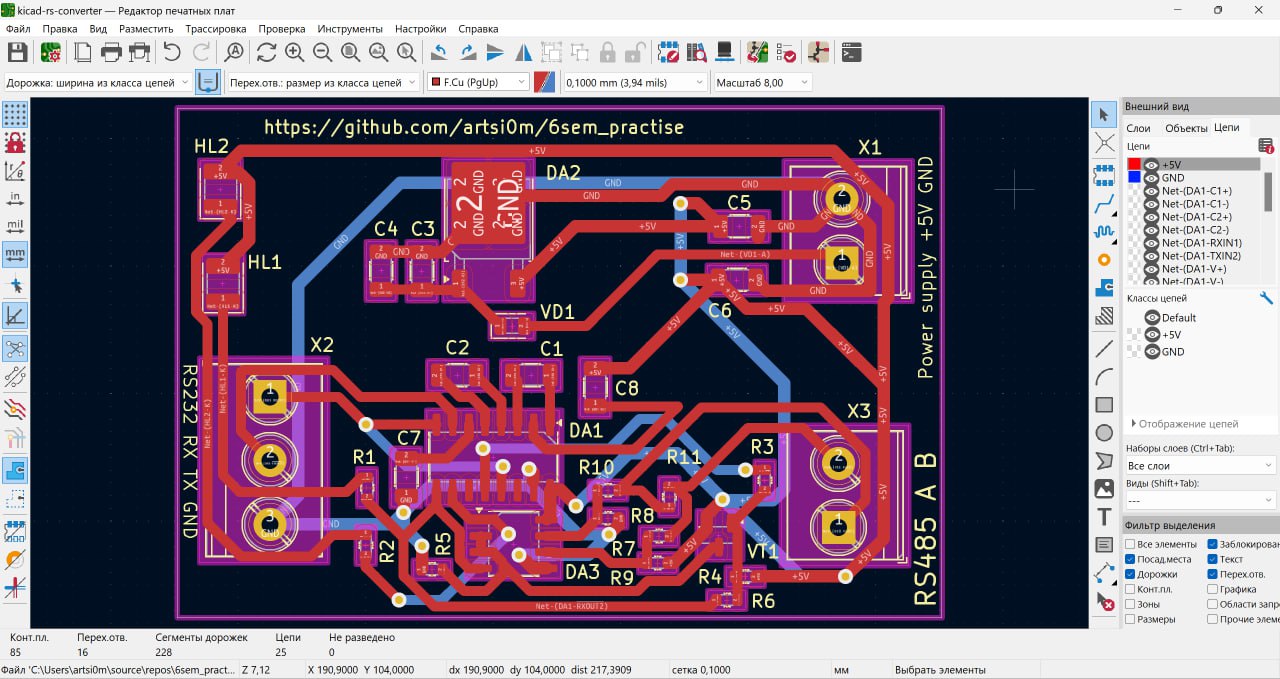 kicad-rs-converter — Редактор печатных плат
Файл Правка Вид Разместить Трассировка Проверка Инструменты Настройки Справка
Дорожка: ширина из класса цепей Перех.отв.: размер из класса цепей F.Cu (PgUp) 0,1000 mm (3,94 mils) Масштаб 8,00
in
mil
mm
https://github.com/artsi0m/6sem_practise
HL2
+5V
X1
DA2
GND
C5
C4 C3
HL1
VD1
C6
Net-(VD1-A)
Power supply +5V GND
X2
C2 C1
C8
DA1
X3
RS232 RX TX GND
C7
R1
R10
R11
R3
R8
R2
R5
R7
R9
DA3
VT1
R4
R6
Net-(DA1-RXOUT2)
RS485 A B
1
2
3
GND
2
1
Внешний вид
Слои Объекты Цепи
Цепи
+5V
GND
Net-(DA1-C1+)
Net-(DA1-C1-)
Net-(DA1-C2+)
Net-(DA1-C2-)
Net-(DA1-RXIN1)
Net-(DA1-TXIN2)
Net-(DA1-V+)
Net-(DA1-V-)
Классы цепей
Default
+5V
GND
Отображение цепей
Наборы слоев (Ctrl+Tab):
Все слои
Виды (Shift+Tab):
---
Фильтр выделения
Все элементы Заблокирован
Посад.места Текст
Дорожки Перех.отв.
Конт.пл. Графика
Зоны Области запре
Размеры Прочие элеме
Конт.пл. Перех.отв. Сегменты дорожек Цепи Не разведено
85 16 228 25 0
Файл 'C:\Users\artsi0m\source\repos\6sem_pract... Z 7,12 X 190,9000 Y 104,0000 dx 190,9000 dy 104,0000 dist 217,3909 сетка 0,1000 мм Выбрать элементы